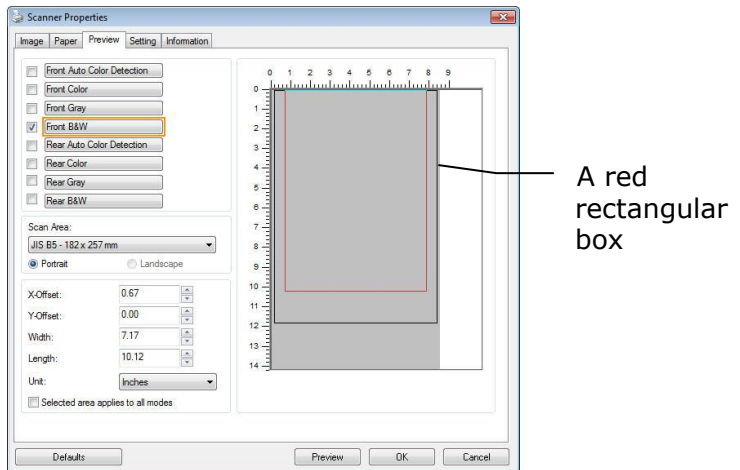 Scanner Properties
Image Paper Preview Setting Information
Front Auto Color Detection
Front Color
Front Gray
Front B&W
Rear Auto Color Detection
Rear Color
Rear Gray
Rear B&W
Scan Area:
JIS B5 - 182 x 257 mm
Portrait Landscape
X-Offset: 0.67
Y-Offset: 0.00
Width: 7.17
Length: 10.12
Unit: Inches
Selected area applies to all modes
0 1 2 3 4 5 6 7 8 9
0
1
2
3
4
5
6
7
8
9
10
11
12
13
14
A red
rectangular
box
Defaults Preview OK Cancel